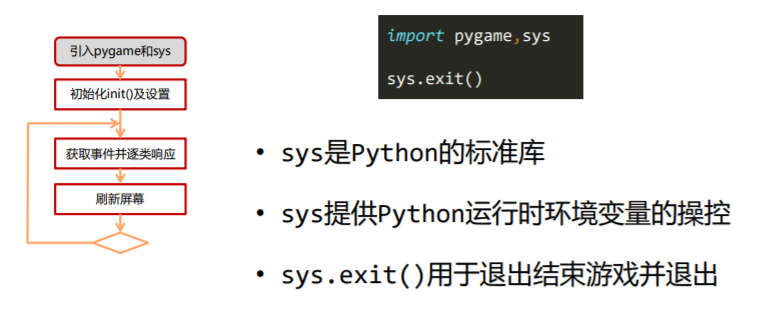 引入pygame和sys
初始化init()及设置
获取事件并逐类响应
刷新屏幕
import pygame,sys
sys.exit()
• sys是Python的标准库
• sys提供Python运行时环境变量的操控
• sys.exit()用于退出结束游戏并退出